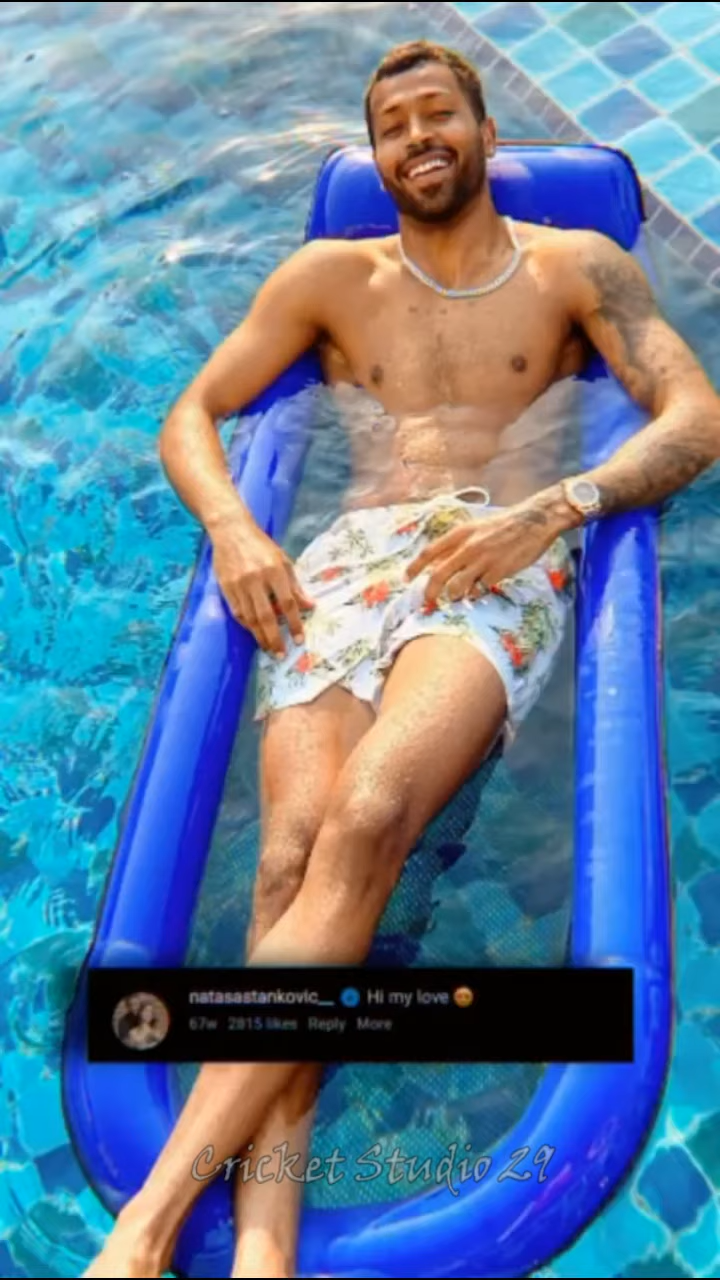 natasastankovic__ Hi my love 😊
67w 2815 likes Reply More
Cricket Studio 29